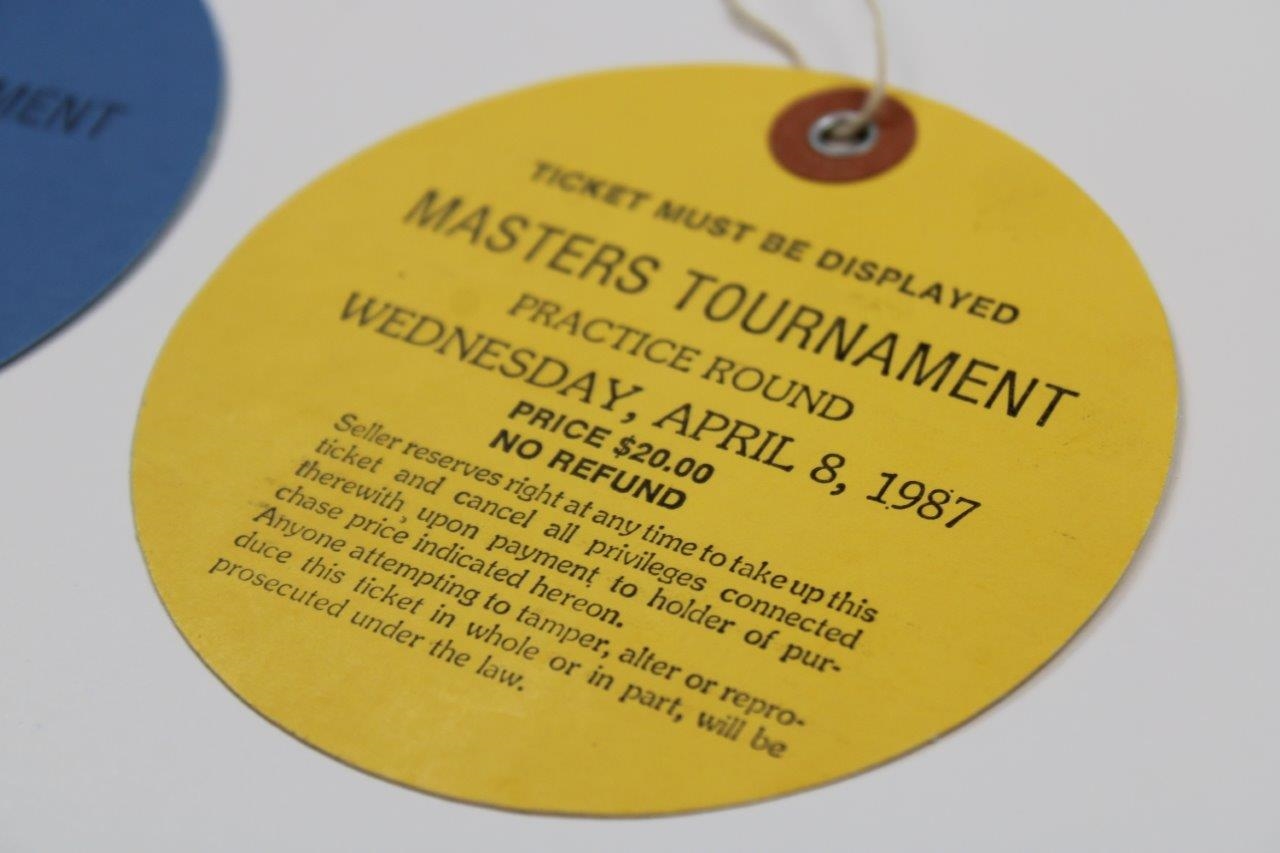 MENT
TICKET MUST BE DISPLAYED
MASTERS TOURNAMENT
PRACTICE ROUND
WEDNESDAY, APRIL 8, 1987
PRICE $20.00
NO REFUND
Seller reserves right at any time to take up this
ticket and cancel all privileges connected
therewith, upon payment to holder of pur-
chase price indicated hereon.
Anyone attempting to tamper, alter or repro-
duce this ticket in whole or in part, will be
prosecuted under the law.